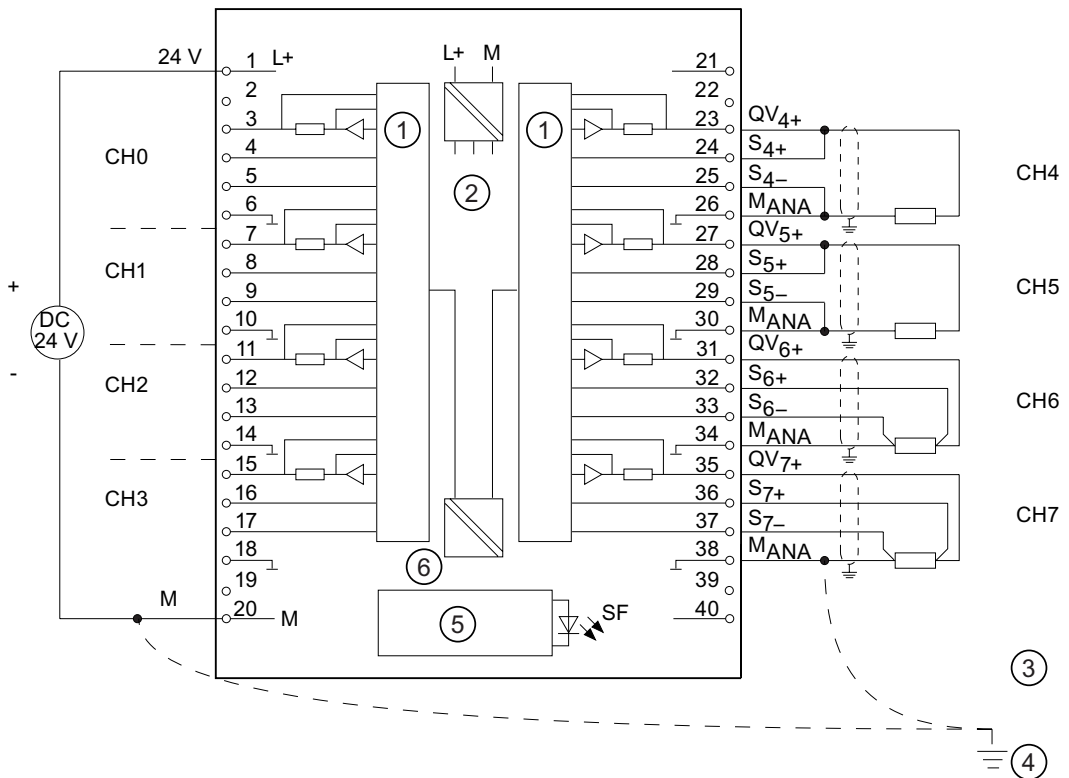 24 V
1 L+
2
3
4
5
6
7
8
9
10
11
12
13
14
15
16
17
18
19
20 M
M
CH0
CH1
CH2
CH3
+
DC
24 V
-
L+ M
①
①
②
⑥
⑤
SF
21
22
23
24
25
26
27
28
29
30
31
32
33
34
35
36
37
38
39
40
QV4+
S4+
S4–
MANA
QV5+
S5+
S5–
MANA
QV6+
S6+
S6–
MANA
QV7+
S7+
S7–
MANA
CH4
CH5
CH6
CH7
③
④